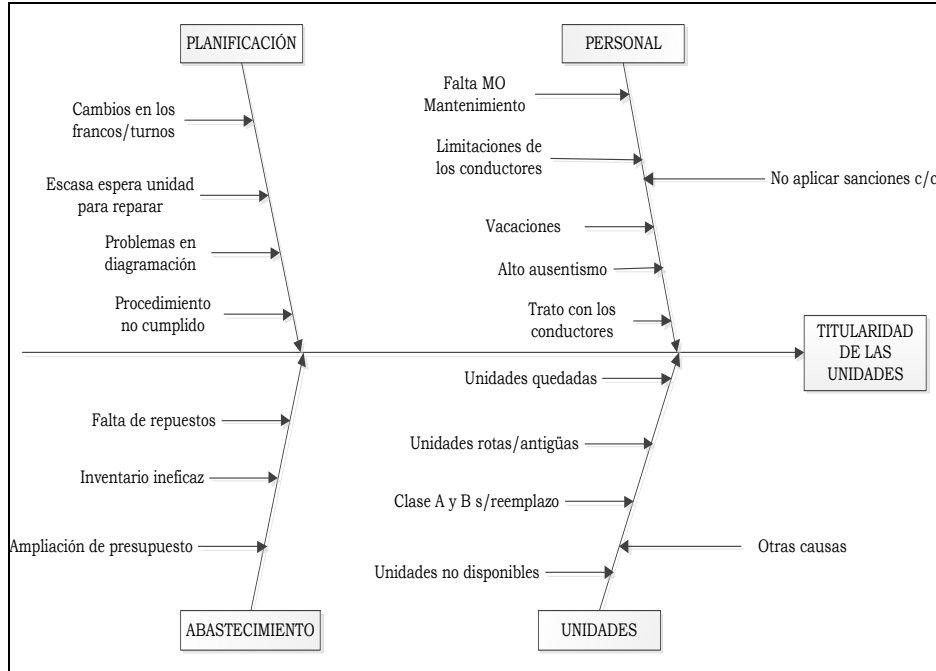 PLANIFICACIÓN
PERSONAL
Cambios en los
francos/turnos
Escasa espera unidad
para reparar
Problemas en
diagramación
Procedimiento
no cumplido
Falta MO
Mantenimiento
Limitaciones de
los conductores
No aplicar sanciones c/c
Vacaciones
Alto ausentismo
Trato con los
conductores
TITULARIDAD
DE LAS
UNIDADES
Falta de repuestos
Inventario ineficaz
Ampliación de presupuesto
Unidades quedadas
Unidades rotas/antigüas
Clase A y B s/reemplazo
Otras causas
Unidades no disponibles
ABASTECIMIENTO
UNIDADES